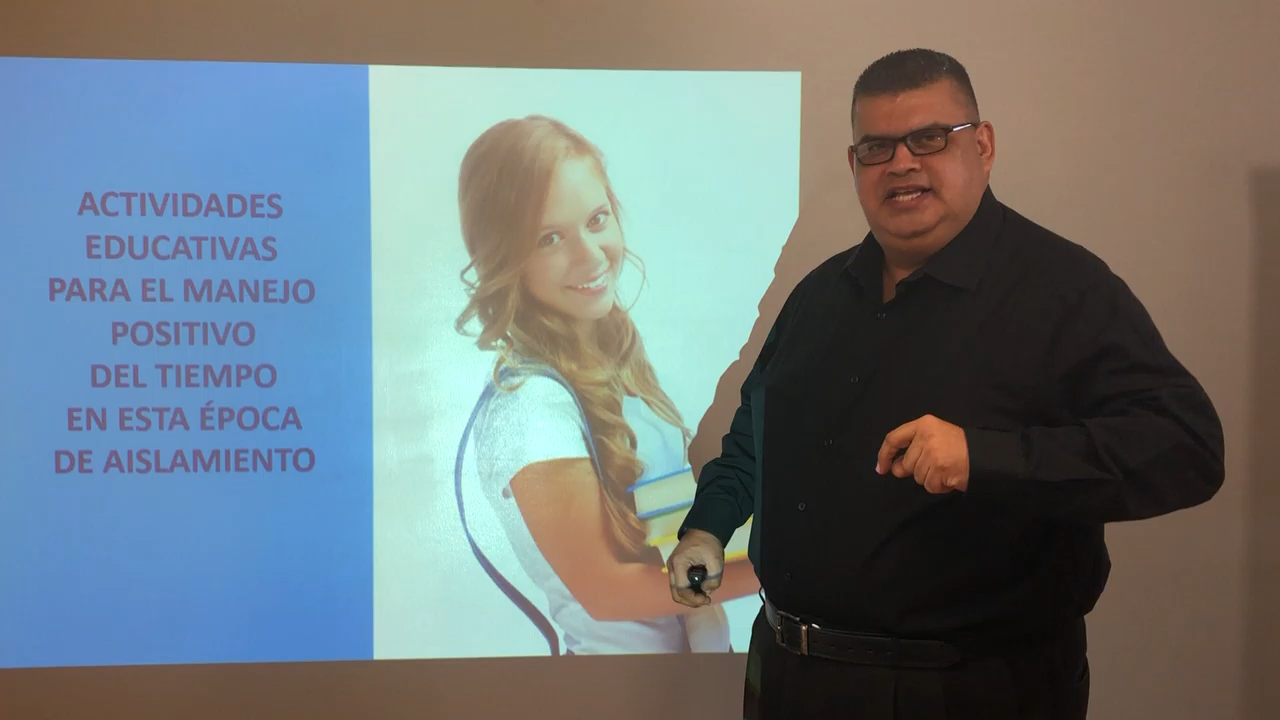 ACTIVIDADES
EDUCATIVAS
PARA EL MANEJO
POSITIVO
DEL TIEMPO
EN ESTA ÉPOCA
DE AISLAMIENTO